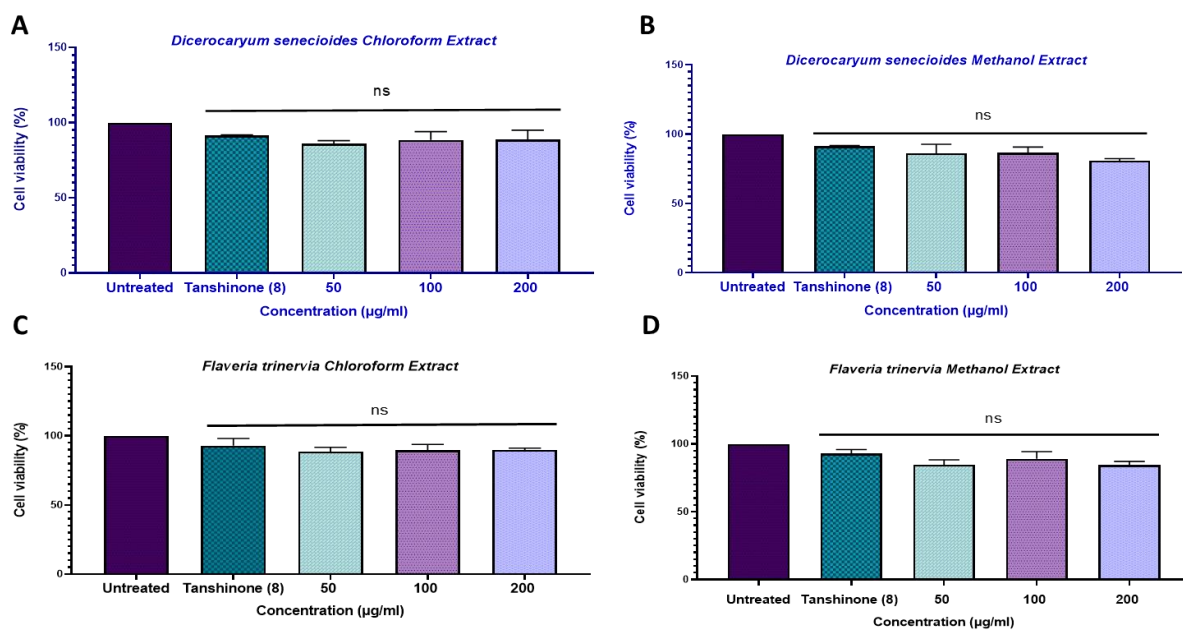 A
Dicerocaryum senecioides Chloroform Extract
150
100
50
0
Cell viability (%)
ns
Untreated Tanshinone (8) 50 100 200
Concentration (µg/ml)
B
Dicerocaryum senecioides Methanol Extract
150
100
50
0
Cell viability (%)
ns
Untreated Tanshinone (8) 50 100 200
Concentration (µg/ml)
C
Flaveria trinervia Chloroform Extract
150
100
50
0
Cell viability (%)
ns
Untreated Tanshinone (8) 50 100 200
Concentration (µg/ml)
D
Flaveria trinervia Methanol Extract
150
100
50
0
Cell viability (%)
ns
Untreated Tanshinone (8) 50 100 200
Concentration (µg/ml)